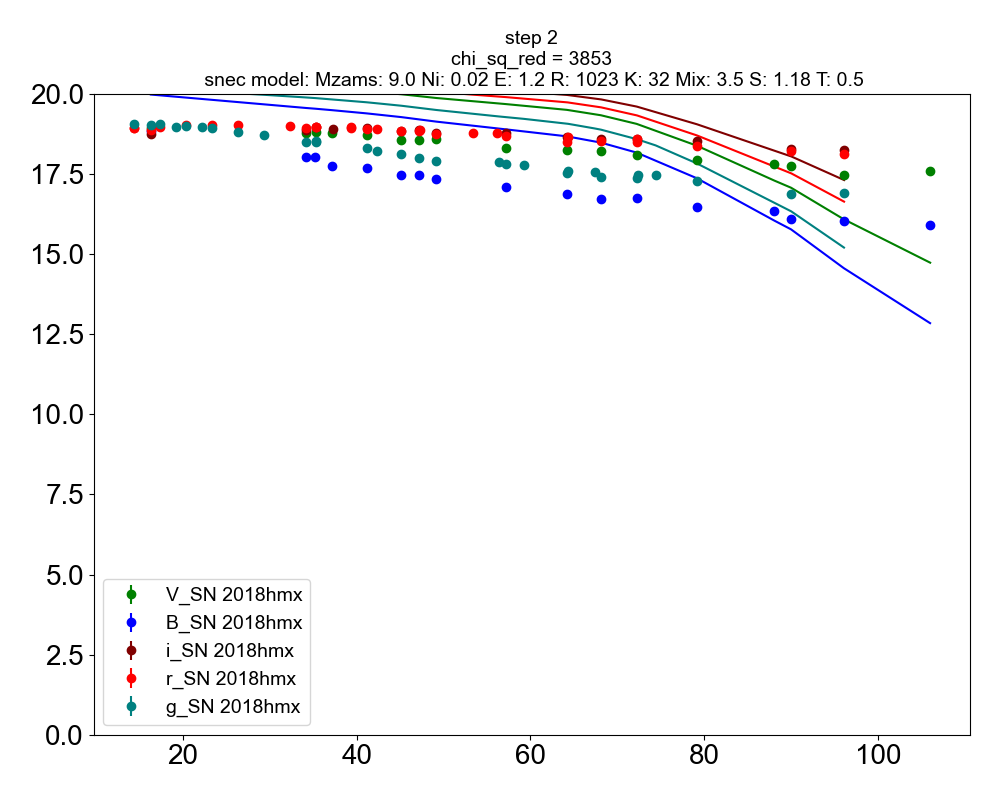 step 2
chi_sq_red = 3853
snec model: Mzams: 9.0 Ni: 0.02 E: 1.2 R: 1023 K: 32 Mix: 3.5 S: 1.18 T: 0.5
20.0
17.5
15.0
12.5
10.0
7.5
5.0
2.5
0.0
V_SN 2018hmx
B_SN 2018hmx
i_SN 2018hmx
r_SN 2018hmx
g_SN 2018hmx
20 40 60 80 100